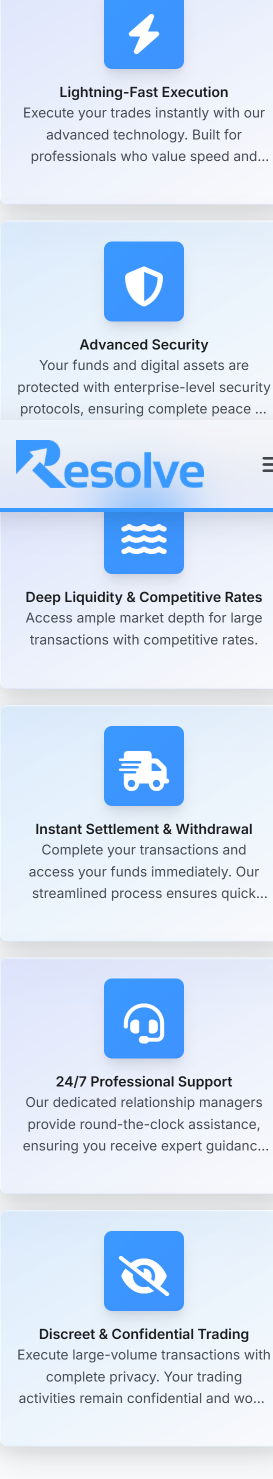 Lightning-Fast Execution
Execute your trades instantly with our
advanced technology. Built for
professionals who value speed and...
Advanced Security
Your funds and digital assets are
protected with enterprise-level security
protocols, ensuring complete peace ...
Resolve
Deep Liquidity & Competitive Rates
Access ample market depth for large
transactions with competitive rates.
Instant Settlement & Withdrawal
Complete your transactions and
access your funds immediately. Our
streamlined process ensures quick...
24/7 Professional Support
Our dedicated relationship managers
provide round-the-clock assistance,
ensuring you receive expert guidanc...
Discreet & Confidential Trading
Execute large-volume transactions with
complete privacy. Your trading
activities remain confidential and wo...